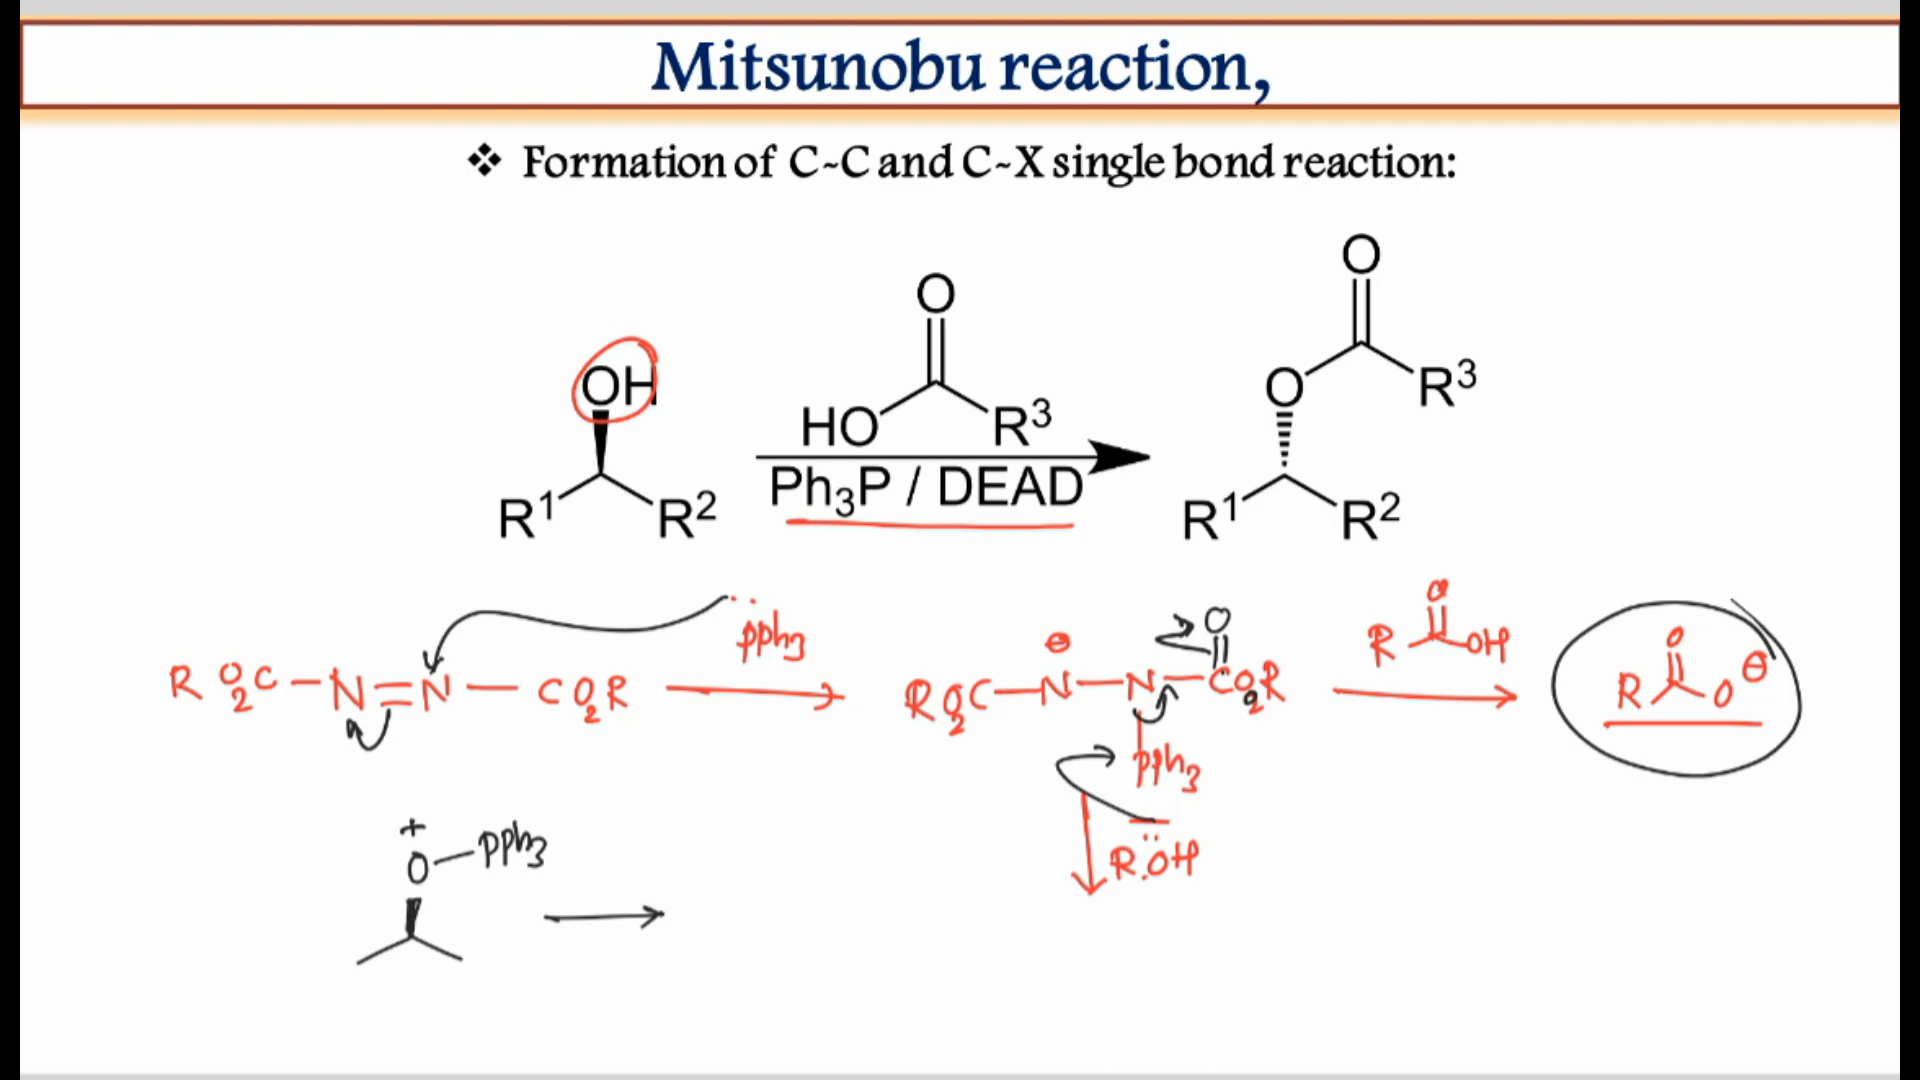 Mitsunobu reaction,
❖ Formation of C~C and C~X single bond reaction:
OH
R¹ R²
O
HO R³
Ph₃P / DEAD
O
O R³
R¹ R²
RO₂C–N=N–CO₂R
:PPh₃
RO₂C–N–N–CO₂R
⊖
O
PPh₃
R.ÖH
O
R OH
O
R O⊖
+
O–PPh₃